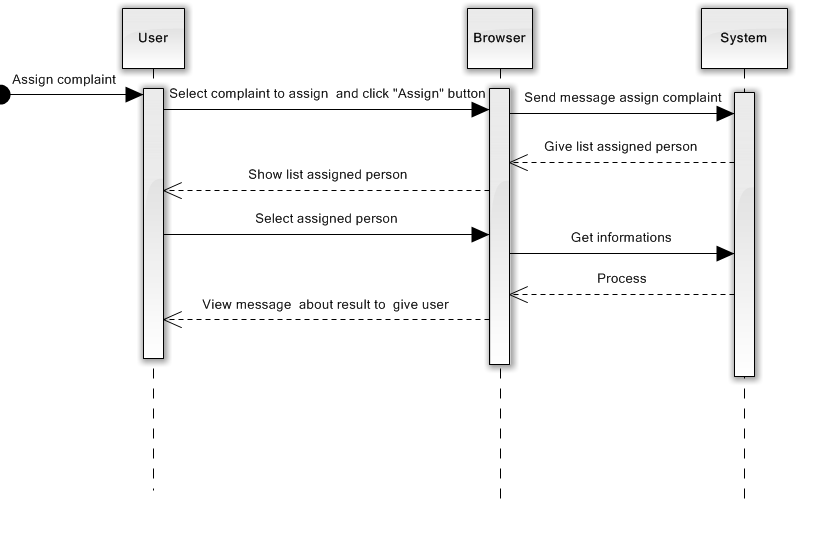 User
Browser
System
Assign complaint
Select complaint to assign  and click "Assign" button
Send message assign complaint
Give list assigned person
Show list assigned person
Select assigned person
Get informations
Process
View message  about result to  give user